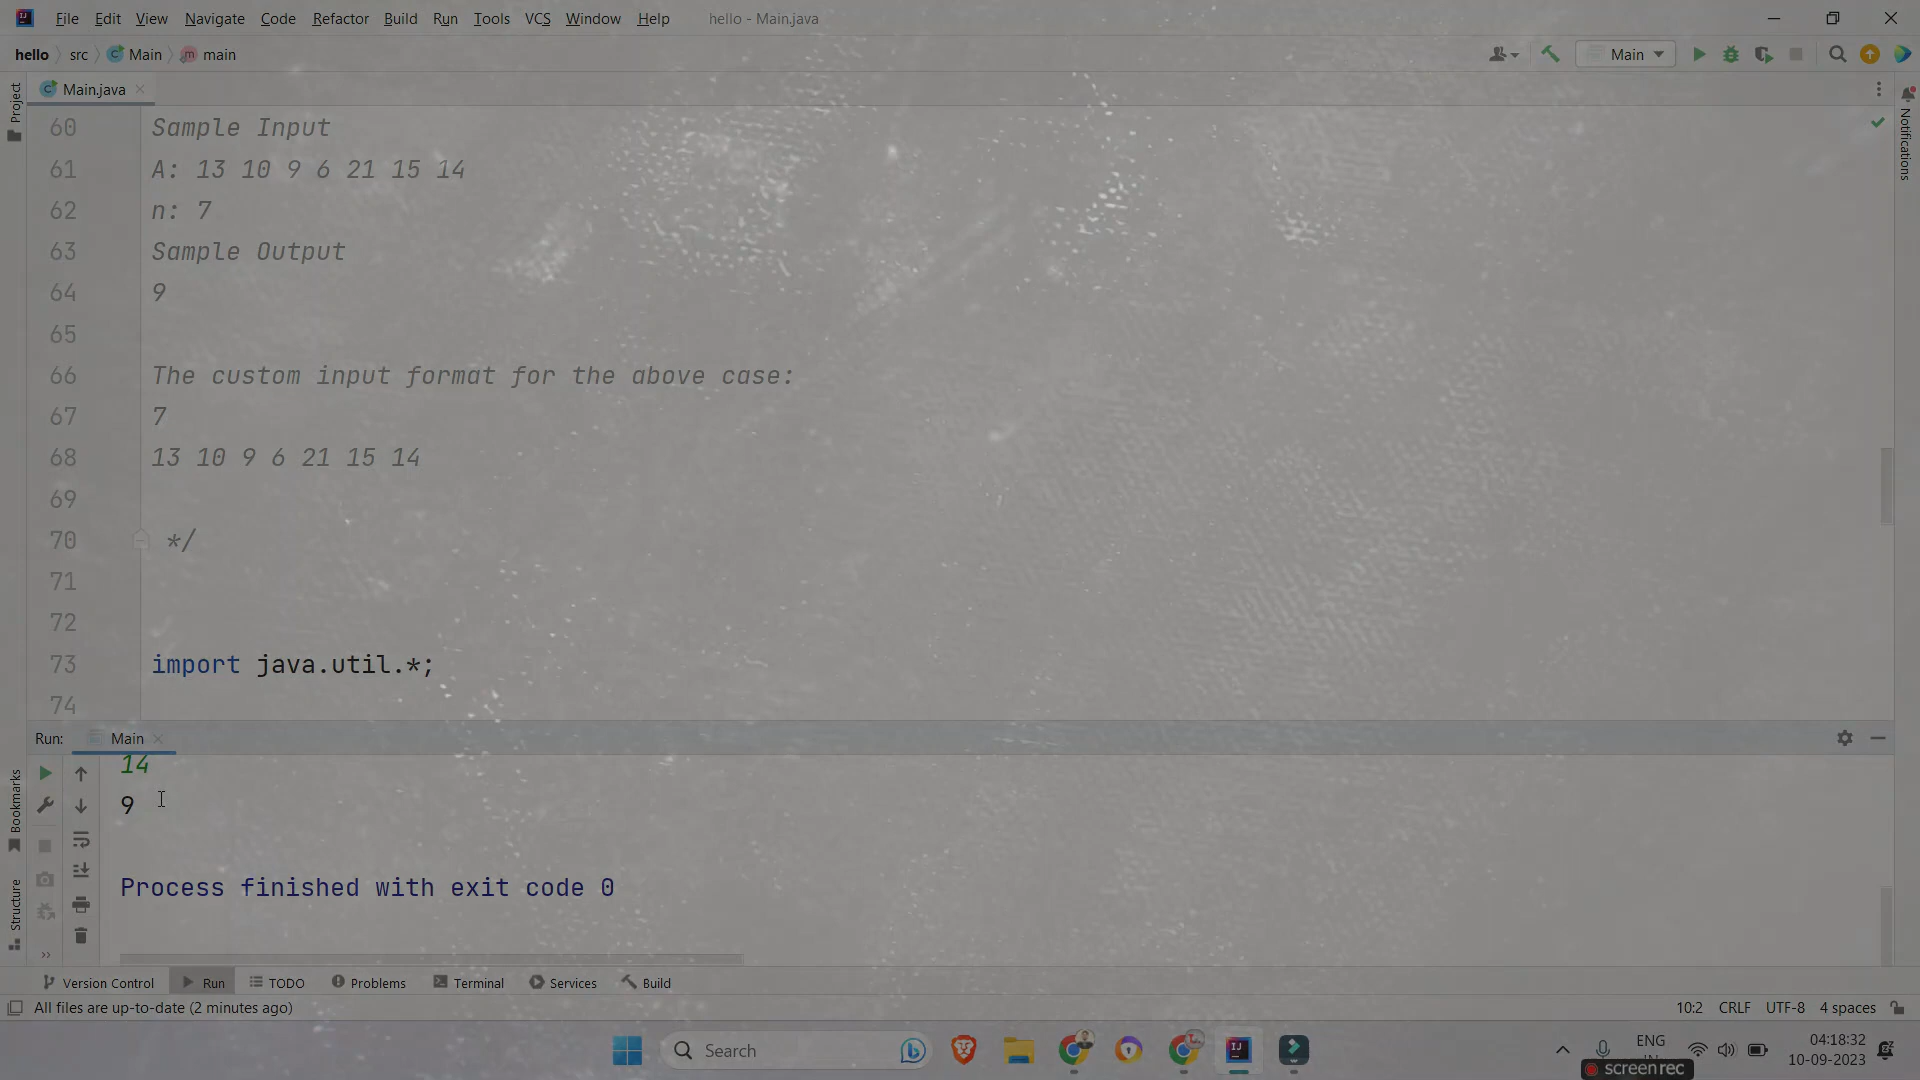 File Edit View Navigate Code Refactor Build Run Tools VCS Window Help hello - Main.java
hello src Main main Main
Main.java
Project
Notifications
60 Sample Input
61 A: 13 10 9 6 21 15 14
62 n: 7
63 Sample Output
64 9
65
66 The custom input format for the above case:
67 7
68 13 10 9 6 21 15 14
69
70 */
71
72
73 import java.util.*;
74
Run: Main
14
9
Process finished with exit code 0
Bookmarks
Structure
Version Control Run TODO Problems Terminal Services Build
All files are up-to-date (2 minutes ago) 10:2 CRLF UTF-8 4 spaces
Search ENG 04:18:32
10-09-2023
screenrec